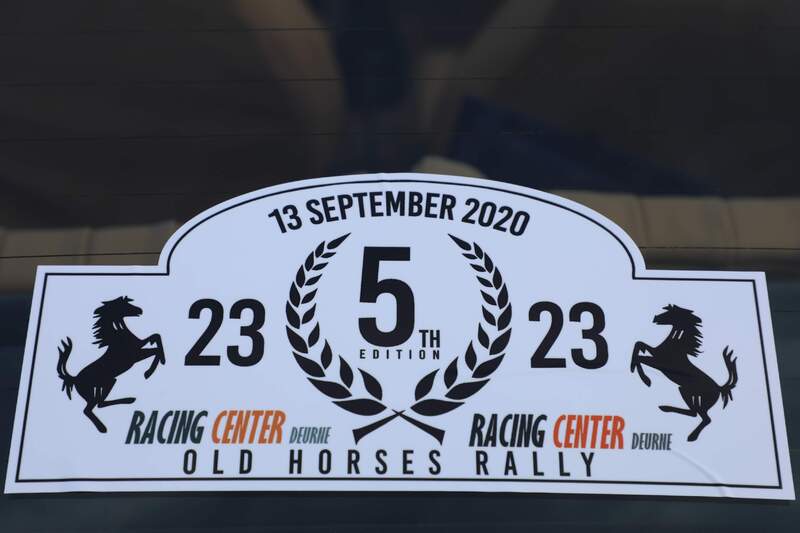 13 SEPTEMBER 2020
23 5TH 23
EDITION
RACING CENTER DEURNE RACING CENTER DEURNE
OLD HORSES RALLY